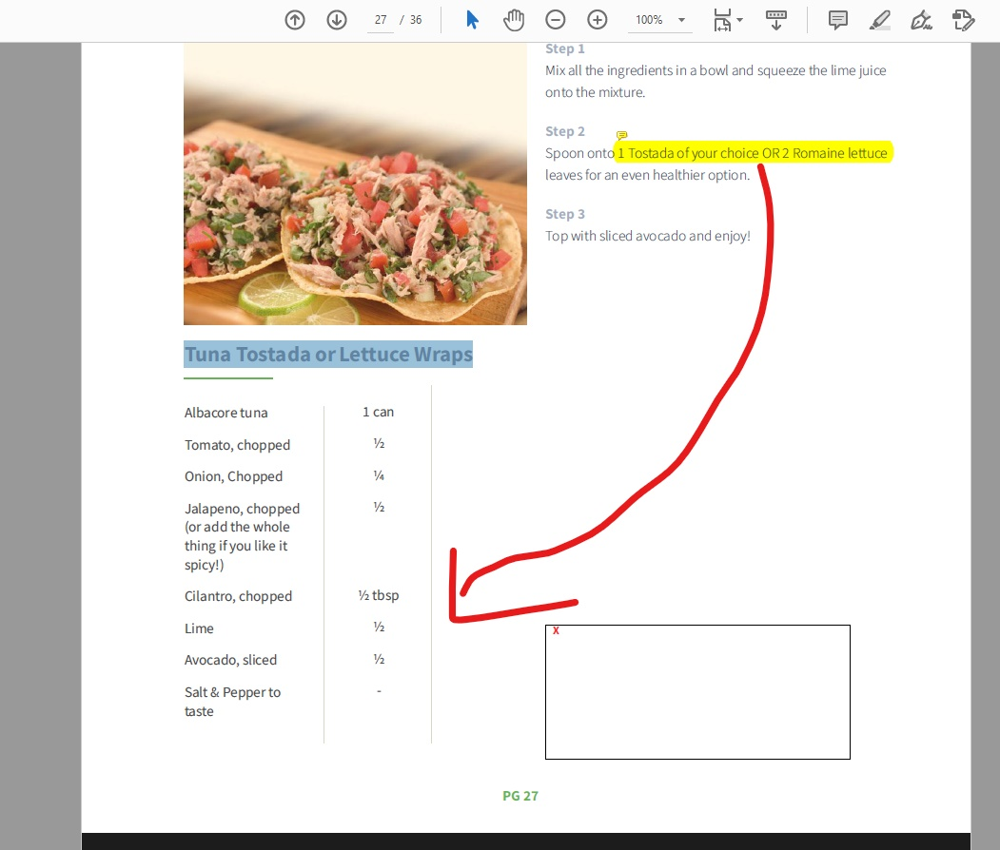 27 / 36
100%
Step 1
Mix all the ingredients in a bowl and squeeze the lime juice
onto the mixture.
Step 2
Spoon onto 1 Tostada of your choice OR 2 Romaine lettuce
leaves for an even healthier option.
Step 3
Top with sliced avocado and enjoy!
Tuna Tostada or Lettuce Wraps
Albacore tuna 1 can
Tomato, chopped ½
Onion, Chopped ¼
Jalapeno, chopped ½
(or add the whole
thing if you like it
spicy!)
Cilantro, chopped ½ tbsp
Lime ½
Avocado, sliced ½
Salt & Pepper to -
taste
X
PG 27